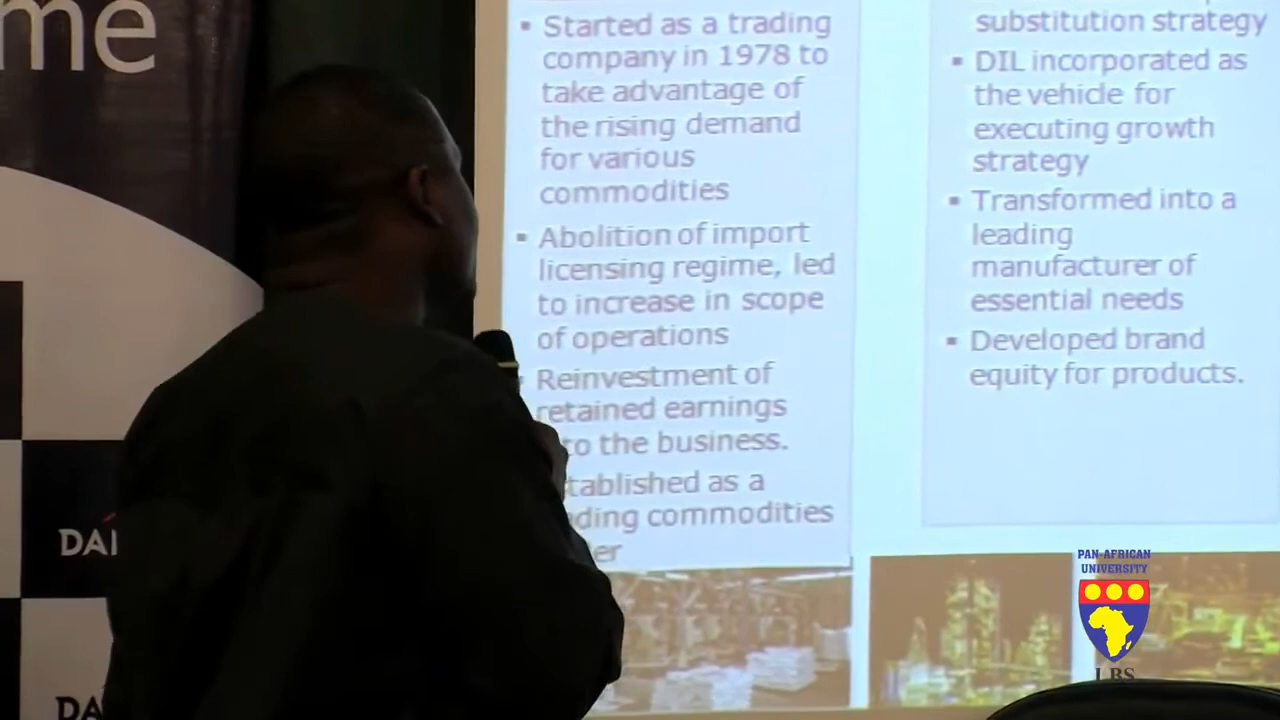 me
▪ Started as a trading
company in 1978 to
take advantage of
the rising demand
for various
commodities
▪ Abolition of import
licensing regime, led
to increase in scope
of operations
Reinvestment of
retained earnings
to the business.
tablished as a
ding commodities
er
substitution strategy
▪ DIL incorporated as
the vehicle for
executing growth
strategy
▪ Transformed into a
leading
manufacturer of
essential needs
▪ Developed brand
equity for products.
DA
DA
PAN-AFRICAN
UNIVERSITY
LBS